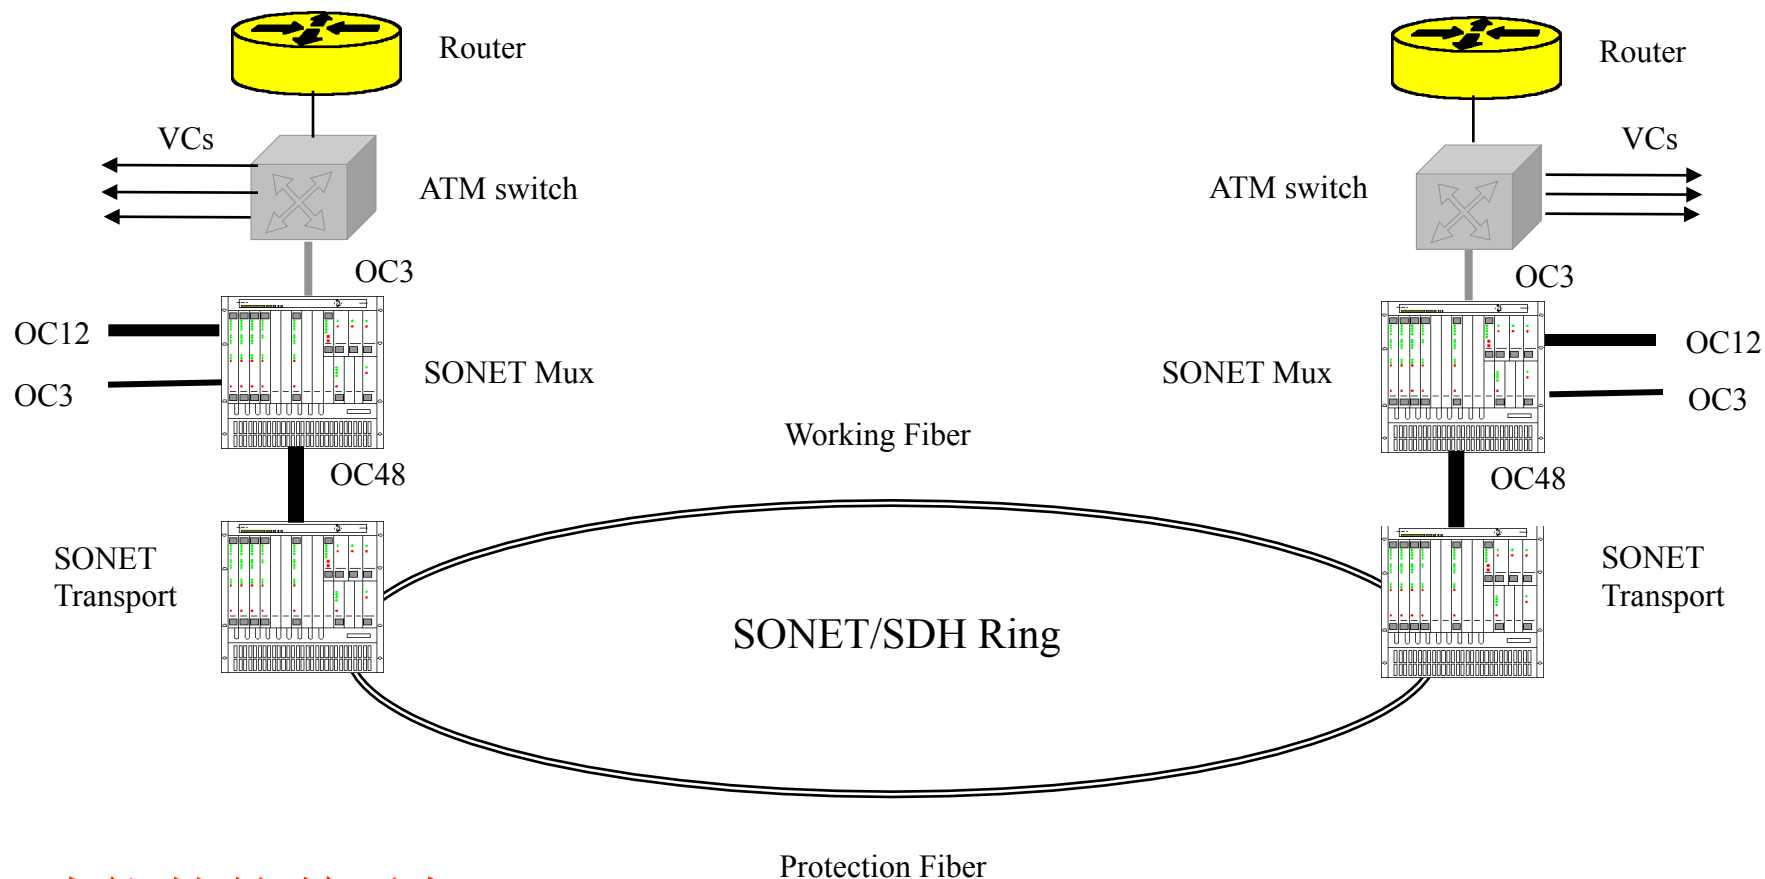 Router
Router
VCs
VCs
ATM switch
ATM switch
OC3
OC3
OC12
OC12
SONET Mux
SONET Mux
OC3
OC3
Working Fiber
OC48
OC48
SONET
Transport
SONET
Transport
SONET/SDH Ring
Protection Fiber